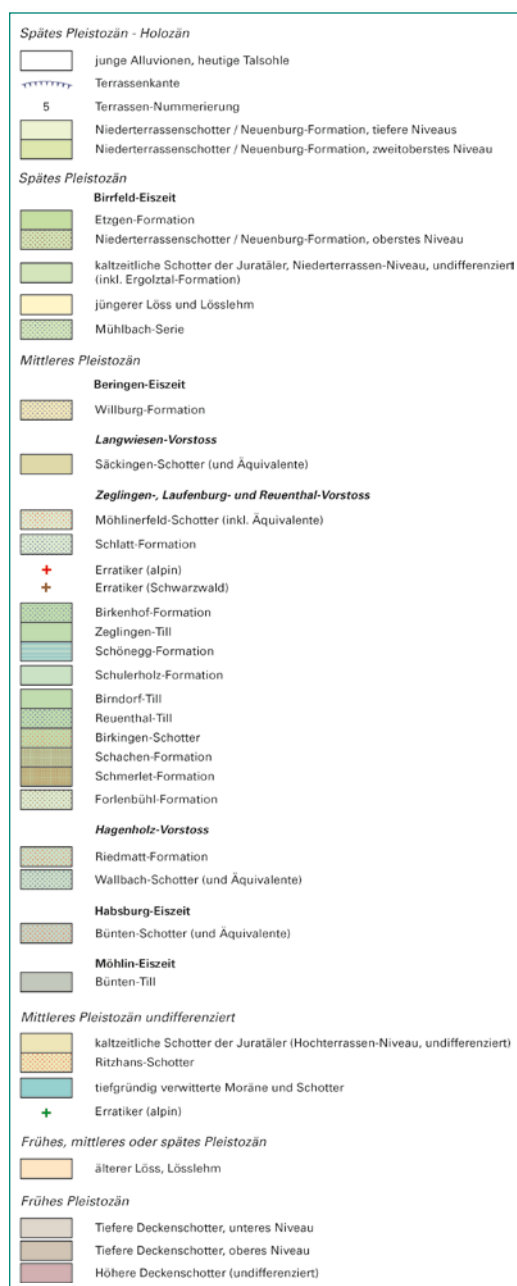 Spätes Pleistozän - Holozän
junge Alluvionen, heutige Talsohle
Terrassenkante
5 Terrassen-Nummerierung
Niederterrassenschotter / Neuenburg-Formation, tiefere Niveaus
Niederterrassenschotter / Neuenburg-Formation, zweitoberstes Niveau
Spätes Pleistozän
Birrfeld-Eiszeit
Etzgen-Formation
Niederterrassenschotter / Neuenburg-Formation, oberstes Niveau
kaltzeitliche Schotter der Juratäler, Niederterrassen-Niveau, undifferenziert
(inkl. Ergolztal-Formation)
jüngerer Löss und Lösslehm
Mühlbach-Serie
Mittleres Pleistozän
Beringen-Eiszeit
Willburg-Formation
Langwiesen-Vorstoss
Säckingen-Schotter (und Äquivalente)
Zeglingen-, Laufenburg- und Reuenthal-Vorstoss
Möhlinerfeld-Schotter (inkl. Äquivalente)
Schlatt-Formation
Erratiker (alpin)
Erratiker (Schwarzwald)
Birkenhof-Formation
Zeglingen-Till
Schönegg-Formation
Schulerholz-Formation
Birndorf-Till
Reuenthal-Till
Birkingen-Schotter
Schachen-Formation
Schmerlet-Formation
Forlenbühl-Formation
Hagenholz-Vorstoss
Riedmatt-Formation
Wallbach-Schotter (und Äquivalente)
Habsburg-Eiszeit
Bünten-Schotter (und Äquivalente)
Möhlin-Eiszeit
Bünten-Till
Mittleres Pleistozän undifferenziert
kaltzeitliche Schotter der Juratäler (Hochterrassen-Niveau, undifferenziert)
Ritzhans-Schotter
tiefgründig verwitterte Moräne und Schotter
Erratiker (alpin)
Frühes, mittleres oder spätes Pleistozän
älterer Löss, Lösslehm
Frühes Pleistozän
Tiefere Deckenschotter, unteres Niveau
Tiefere Deckenschotter, oberes Niveau
Höhere Deckenschotter (undifferenziert)